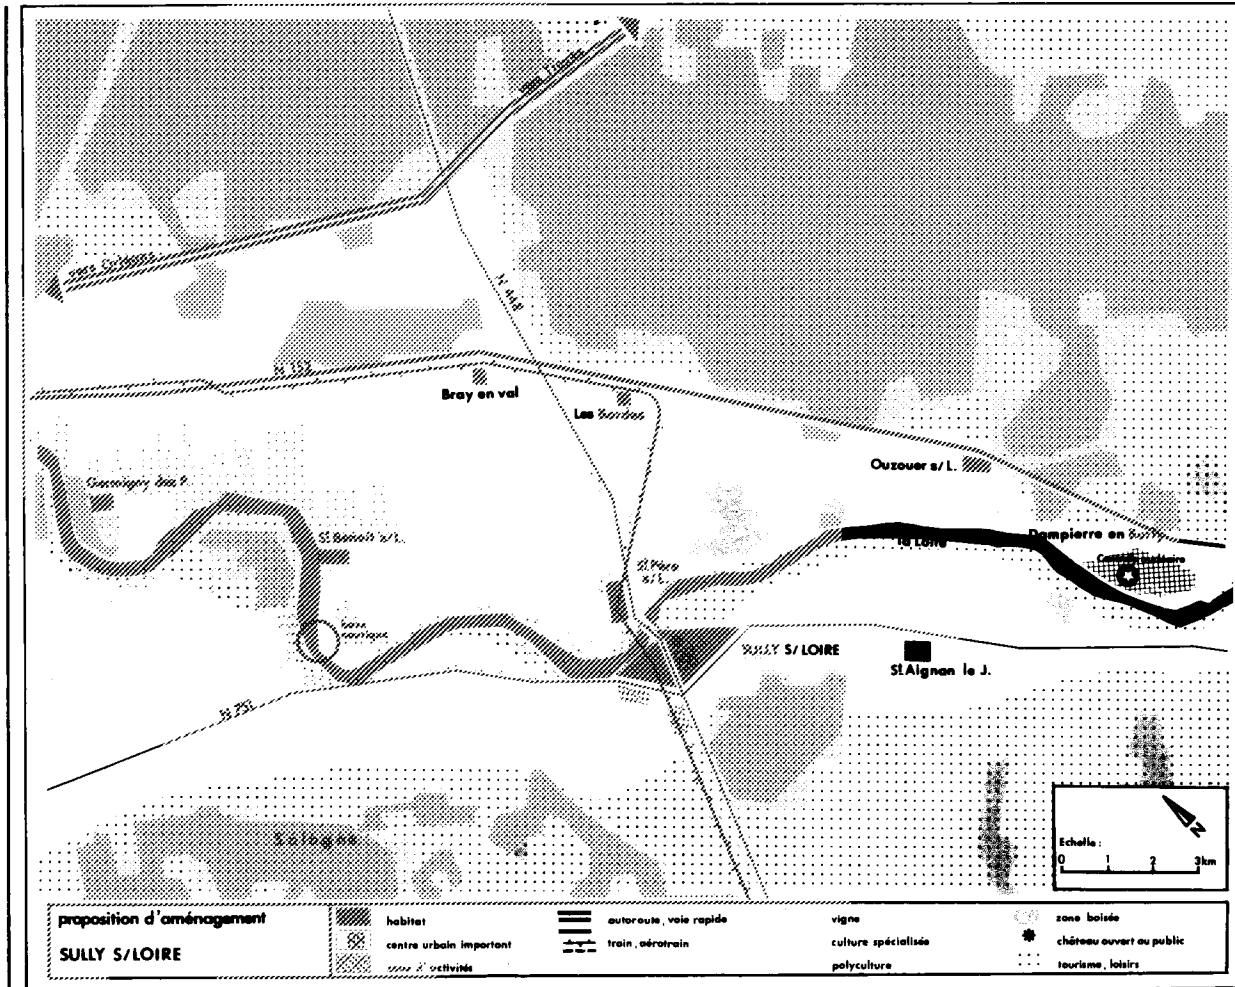 vers Orléans
N 448
N 152
Bray en val
Les Bordes
Ouzouer s/L.
St Benoit s/L.
St Père
s/L.
la Loire
Dampierre en
SULLY S/LOIRE
St Aignan le J.
N 751
Sologne
N
Echelle :
0 1 2 3km
proposition d'aménagement
SULLY S/LOIRE
habitat
centre urbain important
zone d'activités
autoroute, voie rapide
train, aérotrain
vigne
culture spécialisée
polyculture
zone boisée
château ouvert au public
tourisme, loisirs